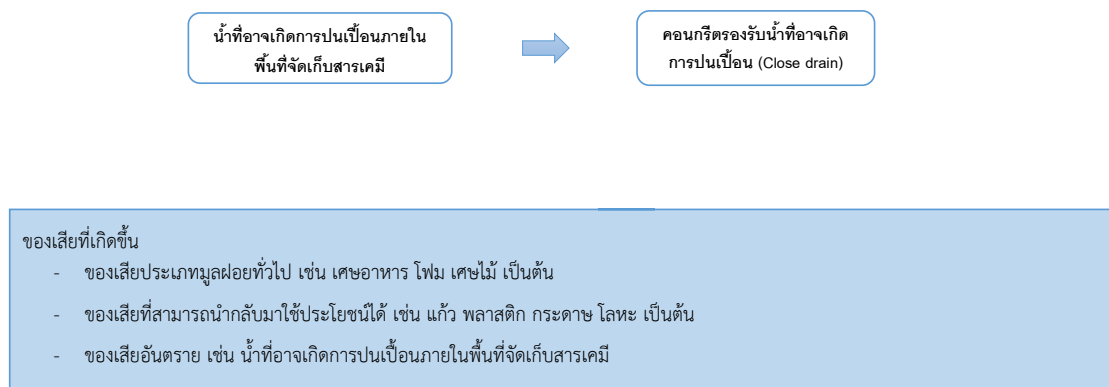 น้ำที่อาจเกิดการปนเปื้อนภายใน
พื้นที่จัดเก็บสารเคมี
คอนกรีตรองรับน้ำที่อาจเกิด
การปนเปื้อน (Close drain)
ของเสียที่เกิดขึ้น
- ของเสียประเภทมูลฝอยทั่วไป เช่น เศษอาหาร โฟม เศษไม้ เป็นต้น
- ของเสียที่สามารถนำกลับมาใช้ประโยชน์ได้ เช่น แก้ว พลาสติก กระดาษ โลหะ เป็นต้น
- ของเสียอันตราย เช่น น้ำที่อาจเกิดการปนเปื้อนภายในพื้นที่จัดเก็บสารเคมี